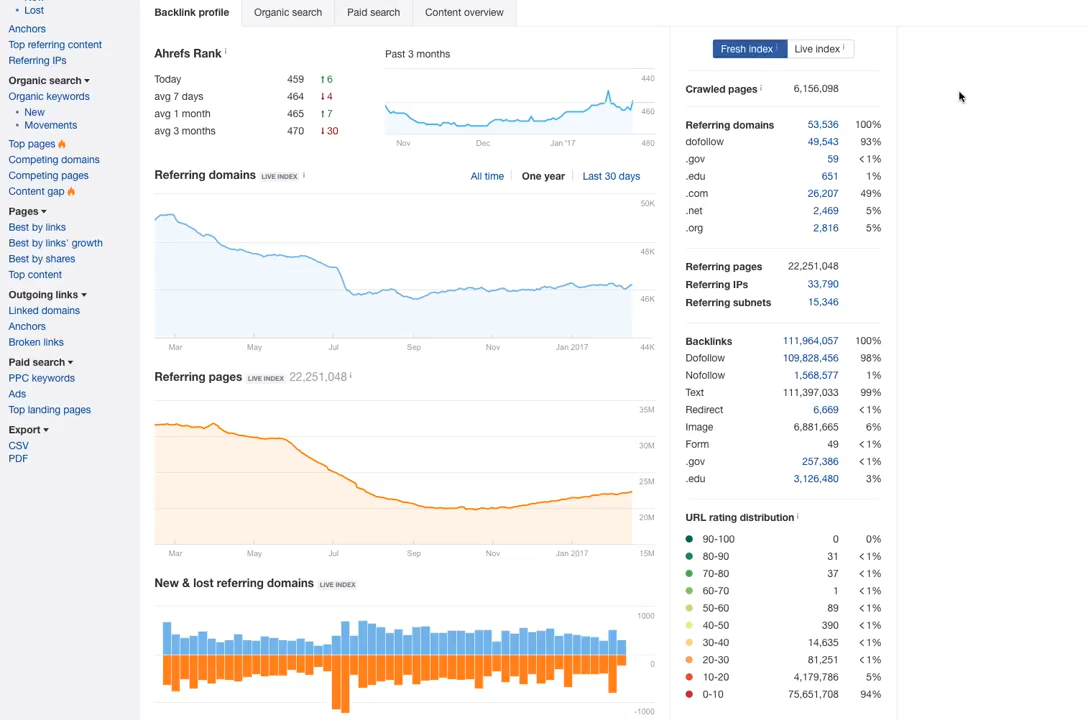 Lost
Anchors
Top referring content
Referring IPs
Organic search
Organic keywords
New
Movements
Top pages
Competing domains
Competing pages
Content gap
Pages
Best by links
Best by links' growth
Best by shares
Top content
Outgoing links
Linked domains
Anchors
Broken links
Paid search
PPC keywords
Ads
Top landing pages
Export
CSV
PDF
Backlink profile Organic search Paid search Content overview
Ahrefs Rank i
Today 459 ↑6
avg 7 days 464 ↓4
avg 1 month 465 ↑7
avg 3 months 470 ↓30
Past 3 months
440
460
480
Nov Dec Jan '17
Referring domains LIVE INDEX i
All time One year Last 30 days
50K
48K
46K
44K
Mar May Jul Sep Nov Jan 2017
Referring pages LIVE INDEX 22,251,048 i
35M
30M
25M
20M
15M
Mar May Jul Sep Nov Jan 2017
New & lost referring domains LIVE INDEX
1000
0
-1000
Fresh index i Live index i
Crawled pages i 6,156,098
Referring domains 53,536 100%
dofollow 49,543 93%
.gov 59 <1%
.edu 651 1%
.com 26,207 49%
.net 2,469 5%
.org 2,816 5%
Referring pages 22,251,048
Referring IPs 33,790
Referring subnets 15,346
Backlinks 111,964,057 100%
Dofollow 109,828,456 98%
Nofollow 1,568,577 1%
Text 111,397,033 99%
Redirect 6,669 <1%
Image 6,881,665 6%
Form 49 <1%
.gov 257,386 <1%
.edu 3,126,480 3%
URL rating distribution i
90-100 0 0%
80-90 31 <1%
70-80 37 <1%
60-70 1 <1%
50-60 89 <1%
40-50 390 <1%
30-40 14,635 <1%
20-30 81,251 <1%
10-20 4,179,786 5%
0-10 75,651,708 94%